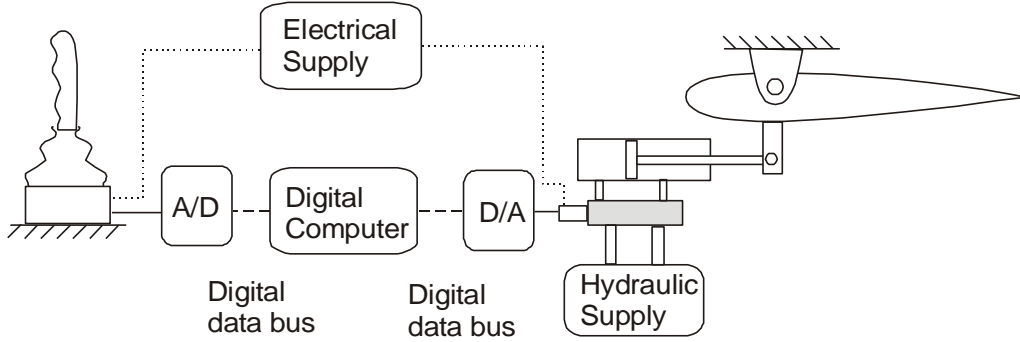 Electrical
Supply
A/D
Digital
Computer
D/A
Hydraulic
Supply
Digital
data bus
Digital
data bus